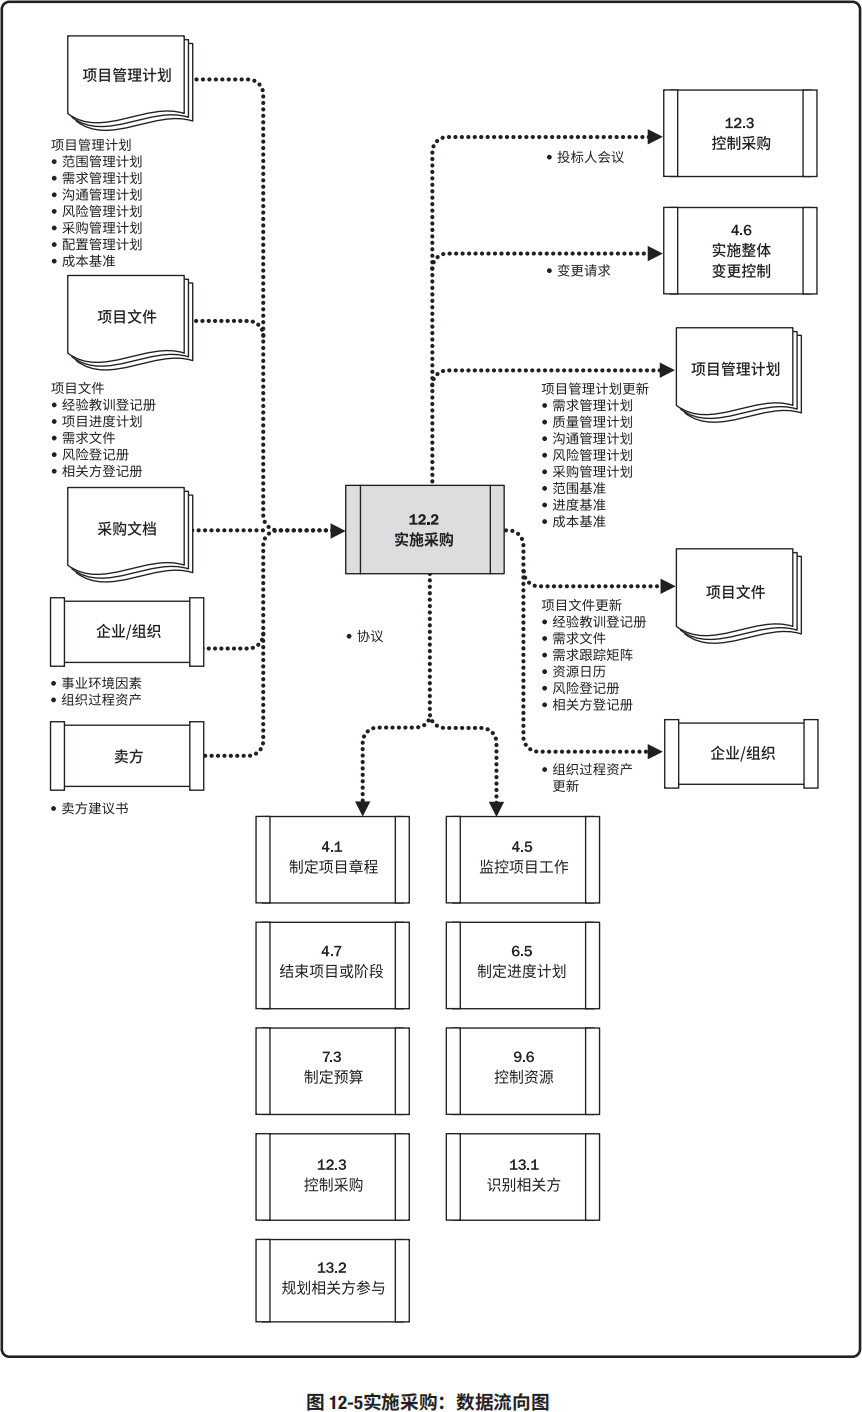 项目管理计划
项目管理计划
● 范围管理计划
● 需求管理计划
● 沟通管理计划
● 风险管理计划
● 采购管理计划
● 配置管理计划
● 成本基准
项目文件
项目文件
● 经验教训登记册
● 项目进度计划
● 需求文件
● 风险登记册
● 相关方登记册
采购文档
企业/组织
● 事业环境因素
● 组织过程资产
卖方
● 卖方建议书
12.2
实施采购
● 投标人会议
12.3
控制采购
● 变更请求
4.6
实施整体
变更控制
项目管理计划
项目管理计划更新
● 需求管理计划
● 质量管理计划
● 沟通管理计划
● 风险管理计划
● 采购管理计划
● 范围基准
● 进度基准
● 成本基准
项目文件
项目文件更新
● 经验教训登记册
● 需求文件
● 需求跟踪矩阵
● 资源日历
● 风险登记册
● 相关方登记册
企业/组织
● 组织过程资产
更新
● 协议
4.1
制定项目章程
4.5
监控项目工作
4.7
结束项目或阶段
6.5
制定进度计划
7.3
制定预算
9.6
控制资源
12.3
控制采购
13.1
识别相关方
13.2
规划相关方参与
图 12-5实施采购：数据流向图